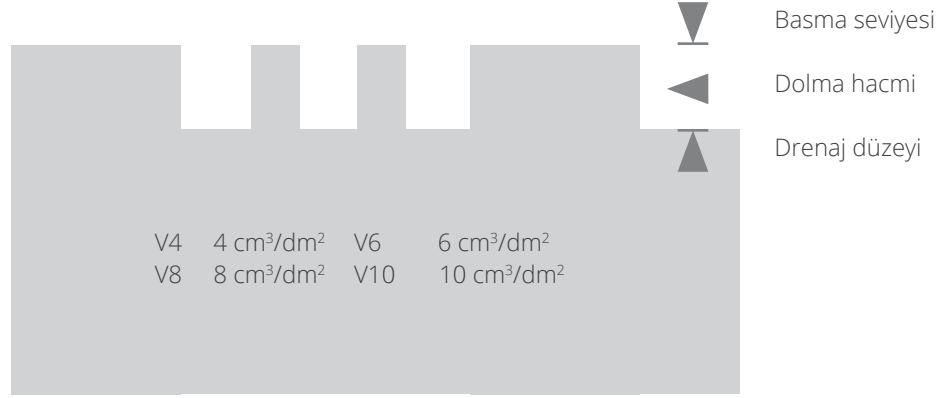 Basma seviyesi
Dolma hacmi
Drenaj düzeyi
V4 4 cm³/dm² V6 6 cm³/dm²
V8 8 cm³/dm² V10 10 cm³/dm²